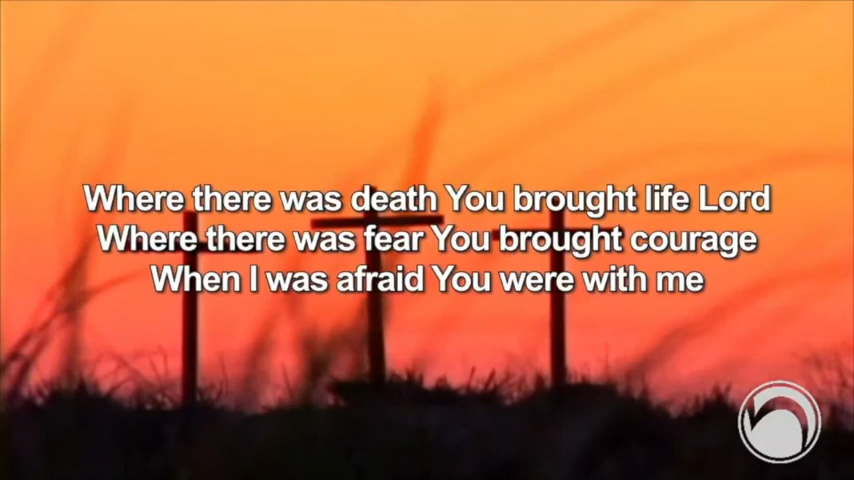 Where there was death You brought life Lord
Where there was fear You brought courage
When I was afraid You were with me